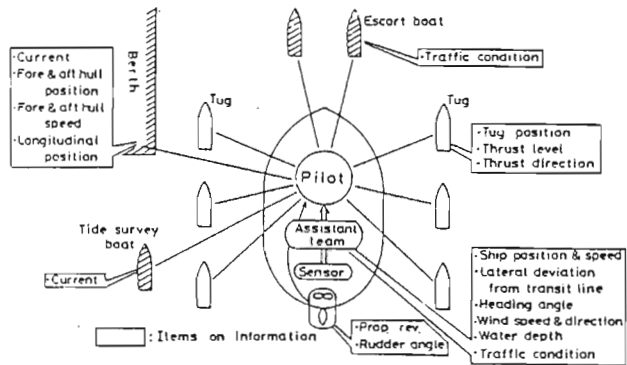 Escort boat
·Traffic condition
Berth
·Current
·Fore & aft hull
position
·Fore & aft hull
speed
·Longitudinal
position
Tug
Tug
·Tug position
·Thrust level
·Thrust direction
Pilot
Tide survey
boat
·Current
Assistant
team
Sensor
·Ship position & speed
·Lateral deviation
from transit line
·Heading angle
·Wind speed & direction
·Water depth
·Traffic condition
·Prop. rev.
·Rudder angle
: Items on Information